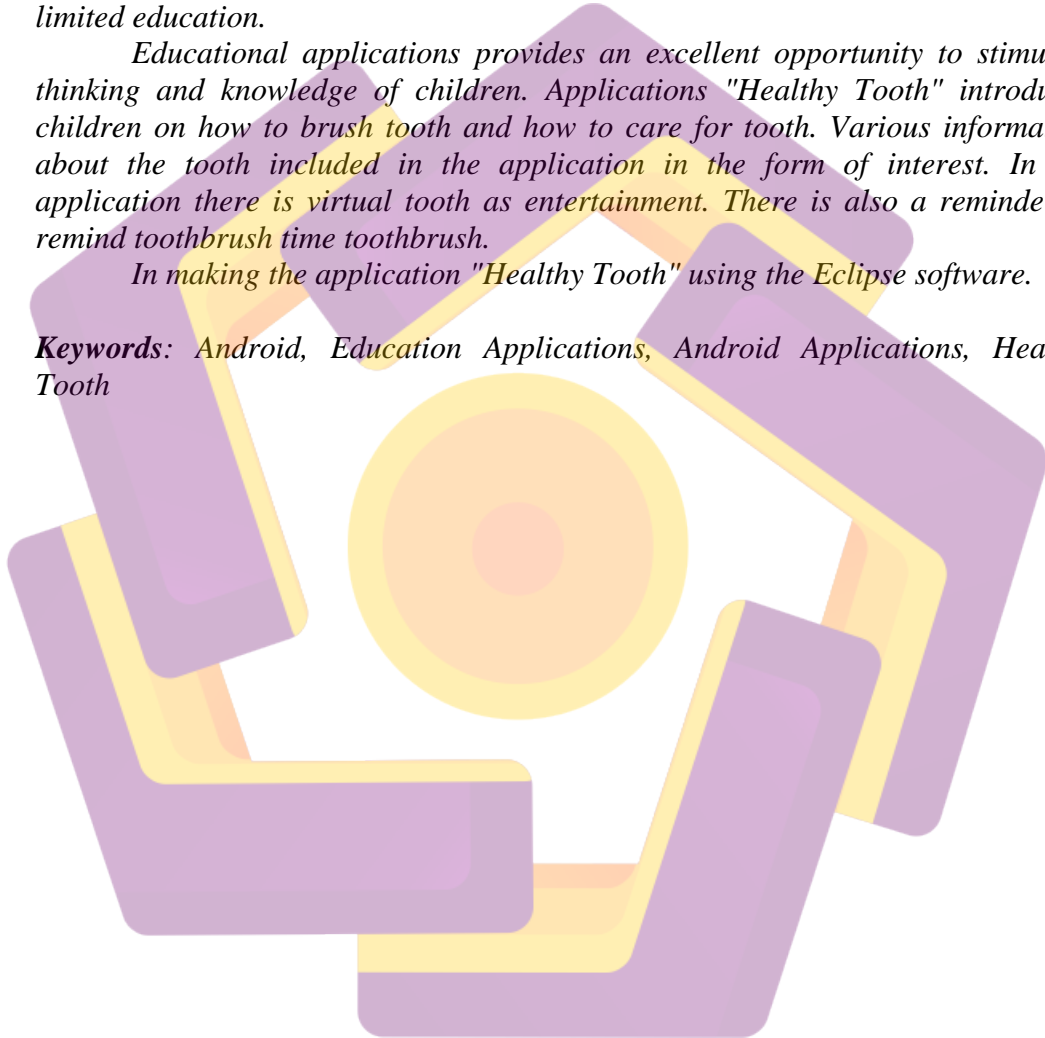 limited education.
Educational applications provides an excellent opportunity to stimu
thinking and knowledge of children. Applications "Healthy Tooth" introdu
children on how to brush tooth and how to care for tooth. Various informa
about the tooth included in the application in the form of interest. In
application there is virtual tooth as entertainment. There is also a reminde
remind toothbrush time toothbrush.
In making the application "Healthy Tooth" using the Eclipse software.
Keywords: Android, Education Applications, Android Applications, Hea
Tooth